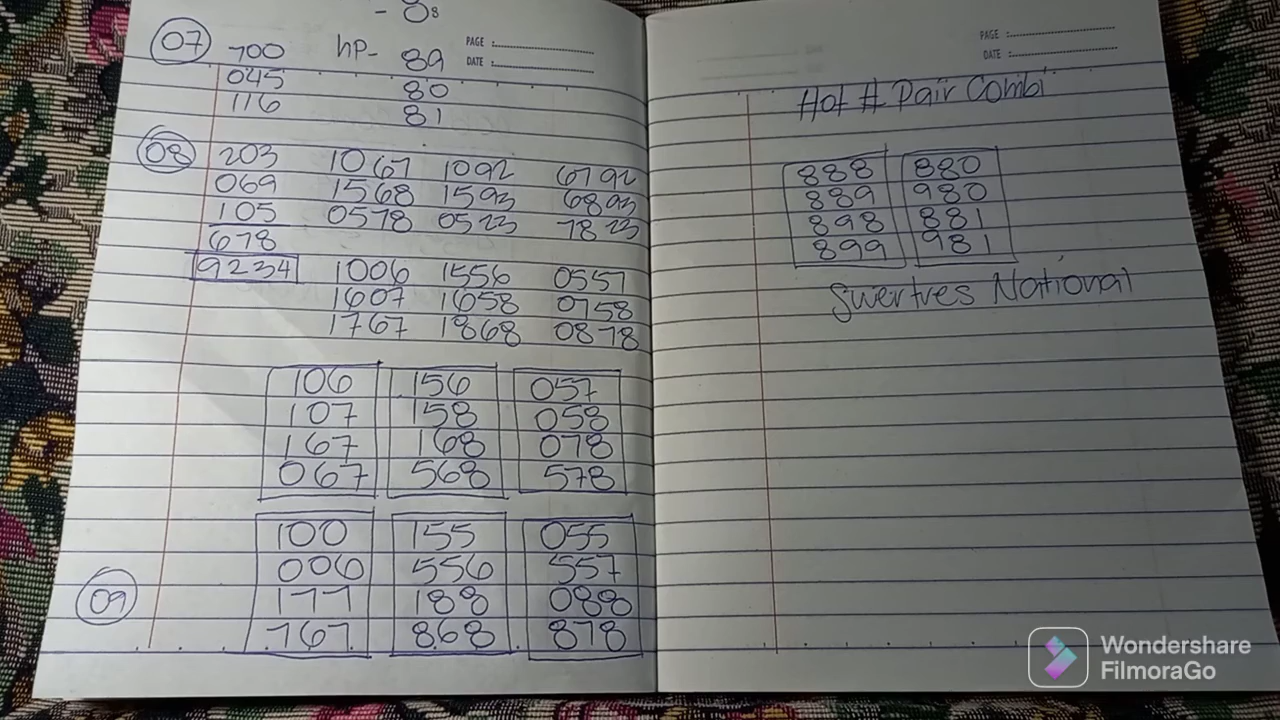 - 88
07 700 hp- 89 PAGE :
045 80 DATE :
116 81
08 203 1067 1092 6792
069 1568 1593 6893
105 0578 0523 7823
678
9234 1006 1556 0557
1607 1658 0758
1767 1868 0878
106 156 057
107 158 058
167 168 078
067 568 578
100 155 055
006 556 557
09 177 188 088
767 868 878
PAGE :
DATE :
Hot # Pair Combi
888 880
889 980
898 881
899 981
Swertres National
Wondershare
FilmoraGo